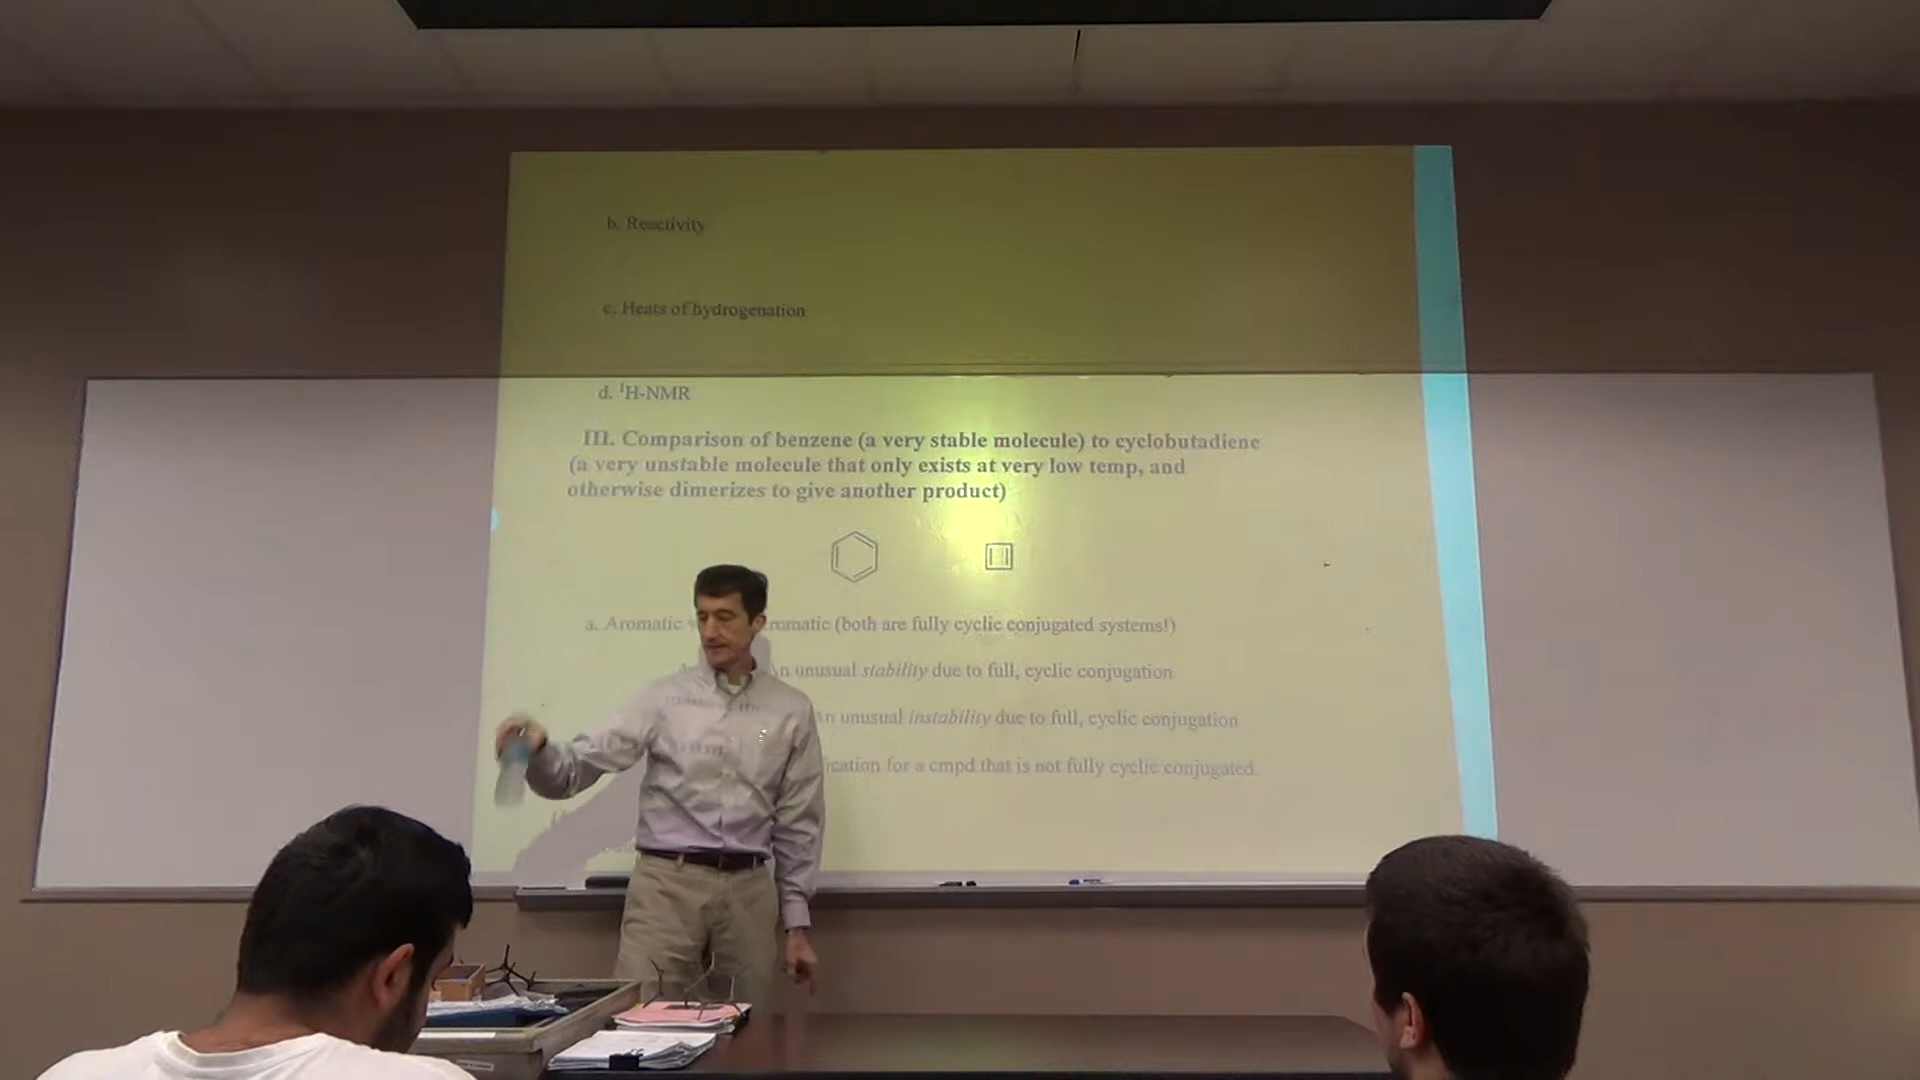 b. Reactivity
c. Heats of hydrogenation
d. ¹H-NMR
III. Comparison of benzene (a very stable molecule) to cyclobutadiene
(a very unstable molecule that only exists at very low temp, and
otherwise dimerizes to give another product)
a. Aromatic romatic (both are fully cyclic conjugated systems!)
An unusual stability due to full, cyclic conjugation
An unusual instability due to full, cyclic conjugation
ication for a cmpd that is not fully cyclic conjugated.